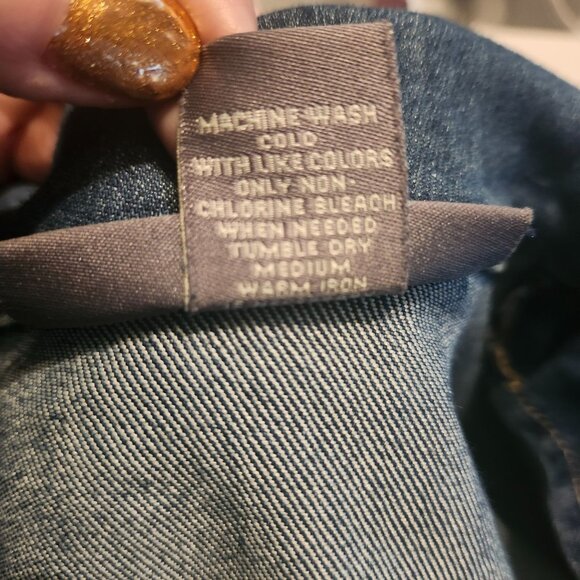 MACHINE WASH
COLD
WITH LIKE COLORS
ONLY NON-
CHLORINE BLEACH
WHEN NEEDED
TUMBLE DRY
MEDIUM
WARM IRON